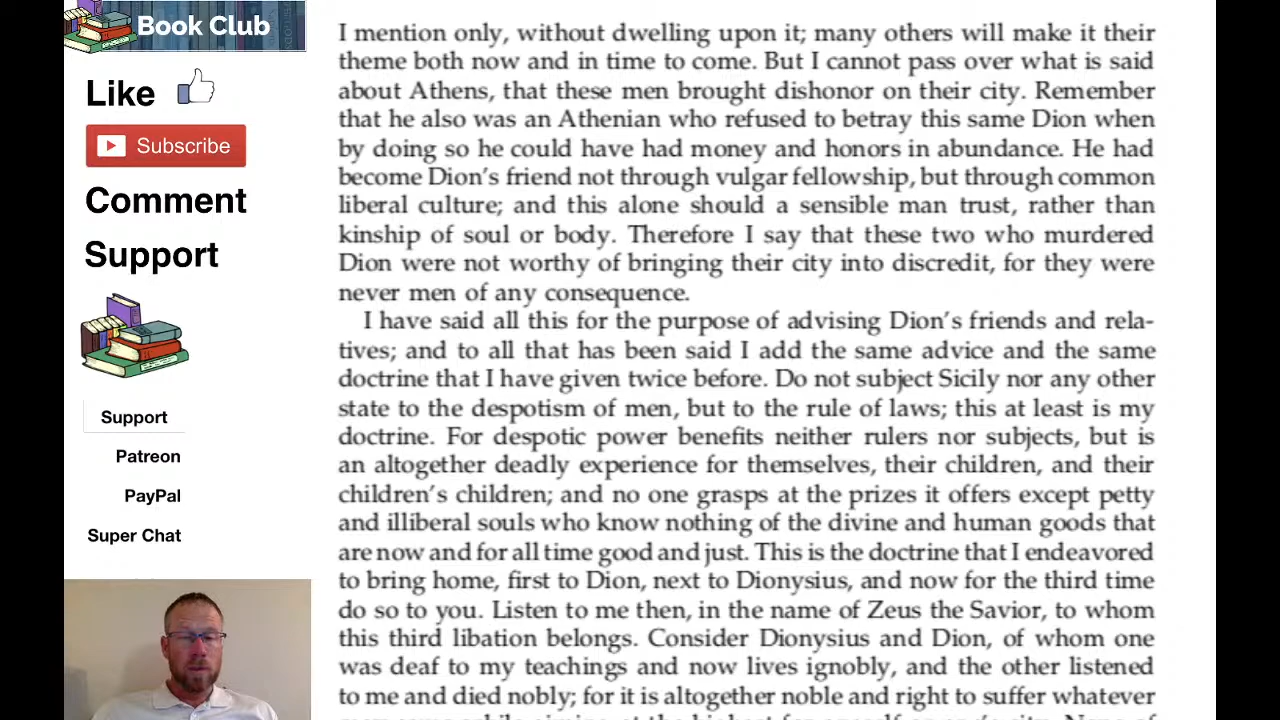 Book Club
Like
Subscribe
Comment
Support
Support
Patreon
PayPal
Super Chat
I mention only, without dwelling upon it; many others will make it their
theme both now and in time to come. But I cannot pass over what is said
about Athens, that these men brought dishonor on their city. Remember
that he also was an Athenian who refused to betray this same Dion when
by doing so he could have had money and honors in abundance. He had
become Dion's friend not through vulgar fellowship, but through common
liberal culture; and this alone should a sensible man trust, rather than
kinship of soul or body. Therefore I say that these two who murdered
Dion were not worthy of bringing their city into discredit, for they were
never men of any consequence.
I have said all this for the purpose of advising Dion's friends and rela-
tives; and to all that has been said I add the same advice and the same
doctrine that I have given twice before. Do not subject Sicily nor any other
state to the despotism of men, but to the rule of laws; this at least is my
doctrine. For despotic power benefits neither rulers nor subjects, but is
an altogether deadly experience for themselves, their children, and their
children's children; and no one grasps at the prizes it offers except petty
and illiberal souls who know nothing of the divine and human goods that
are now and for all time good and just. This is the doctrine that I endeavored
to bring home, first to Dion, next to Dionysius, and now for the third time
do so to you. Listen to me then, in the name of Zeus the Savior, to whom
this third libation belongs. Consider Dionysius and Dion, of whom one
was deaf to my teachings and now lives ignobly, and the other listened
to me and died nobly; for it is altogether noble and right to suffer whatever